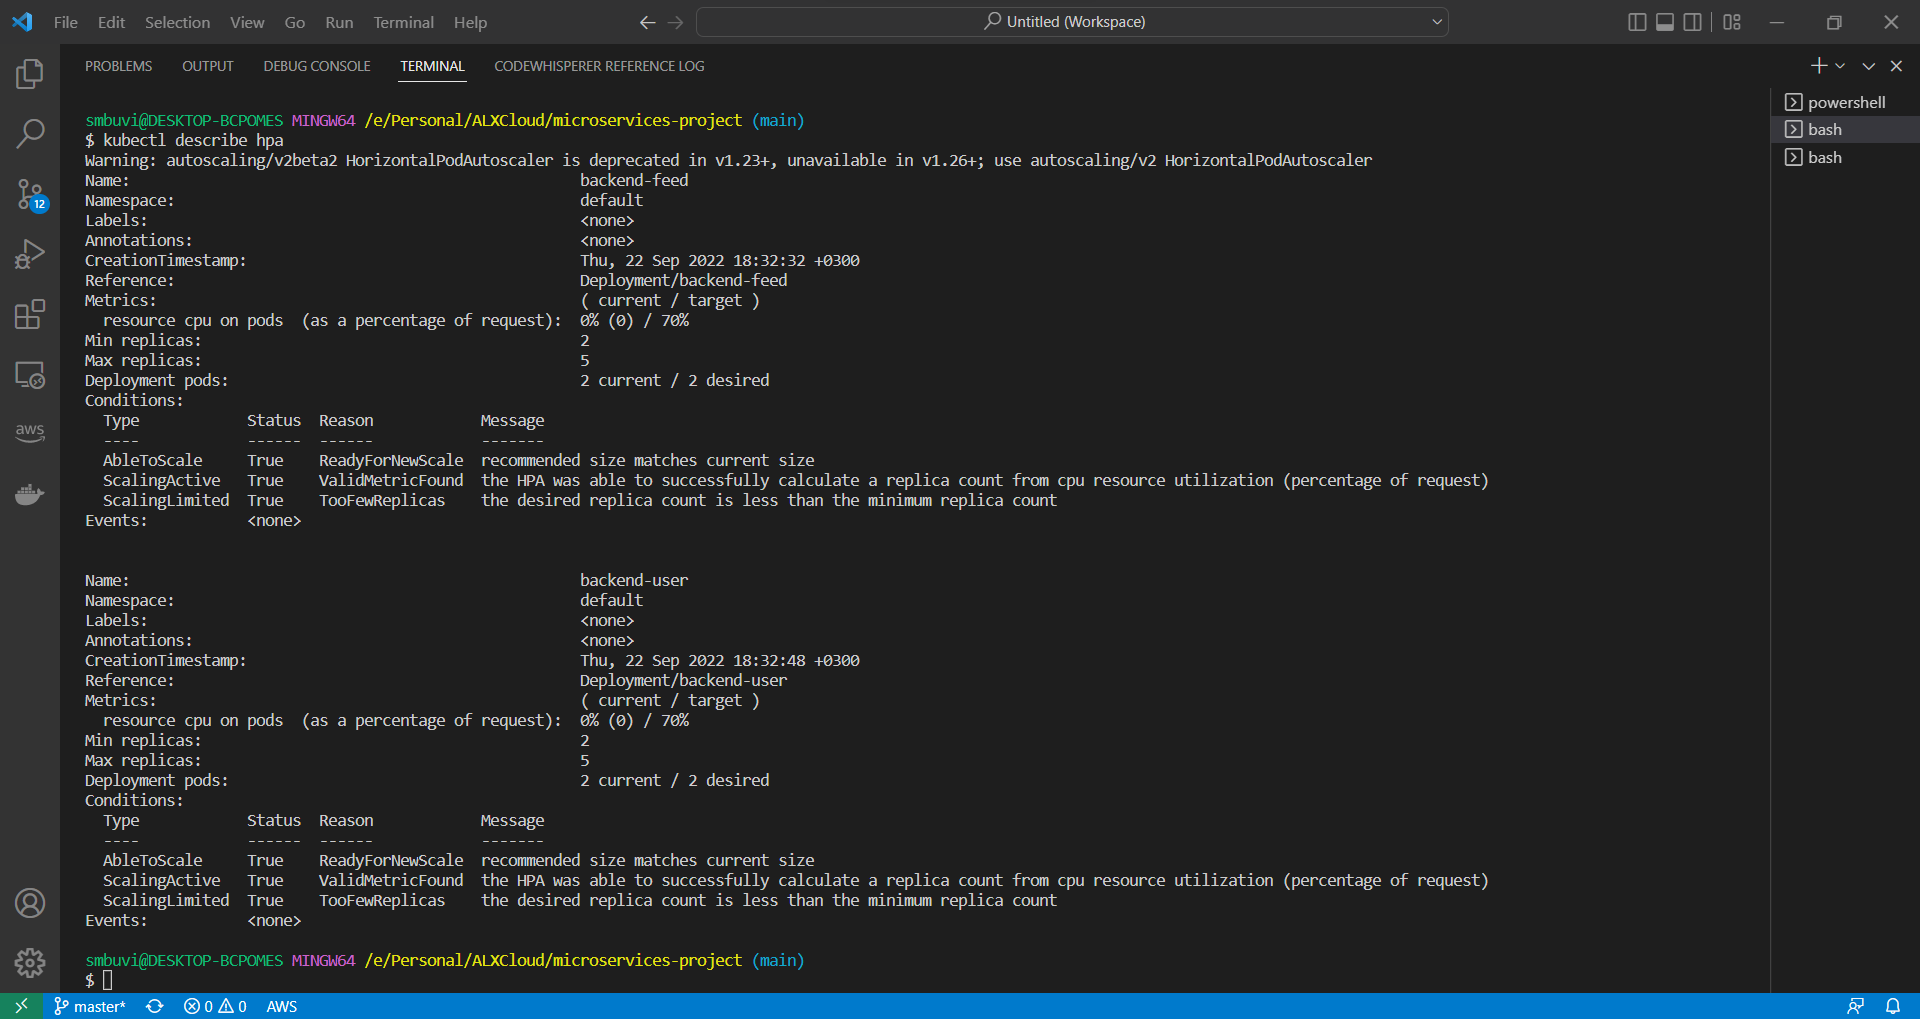 File Edit Selection View Go Run Terminal Help Untitled (Workspace)
PROBLEMS OUTPUT DEBUG CONSOLE TERMINAL CODEWHISPERER REFERENCE LOG
powershell
bash
bash
12
aws
smbuvi@DESKTOP-BCPOMES MINGW64 /e/Personal/ALXCloud/microservices-project (main)
$ kubectl describe hpa
Warning: autoscaling/v2beta2 HorizontalPodAutoscaler is deprecated in v1.23+, unavailable in v1.26+; use autoscaling/v2 HorizontalPodAutoscaler
Name: backend-feed
Namespace: default
Labels: <none>
Annotations: <none>
CreationTimestamp: Thu, 22 Sep 2022 18:32:32 +0300
Reference: Deployment/backend-feed
Metrics: ( current / target )
resource cpu on pods (as a percentage of request): 0% (0) / 70%
Min replicas: 2
Max replicas: 5
Deployment pods: 2 current / 2 desired
Conditions:
Type Status Reason Message
---- ------ ------ -------
AbleToScale True ReadyForNewScale recommended size matches current size
ScalingActive True ValidMetricFound the HPA was able to successfully calculate a replica count from cpu resource utilization (percentage of request)
ScalingLimited True TooFewReplicas the desired replica count is less than the minimum replica count
Events: <none>
Name: backend-user
Namespace: default
Labels: <none>
Annotations: <none>
CreationTimestamp: Thu, 22 Sep 2022 18:32:48 +0300
Reference: Deployment/backend-user
Metrics: ( current / target )
resource cpu on pods (as a percentage of request): 0% (0) / 70%
Min replicas: 2
Max replicas: 5
Deployment pods: 2 current / 2 desired
Conditions:
Type Status Reason Message
---- ------ ------ -------
AbleToScale True ReadyForNewScale recommended size matches current size
ScalingActive True ValidMetricFound the HPA was able to successfully calculate a replica count from cpu resource utilization (percentage of request)
ScalingLimited True TooFewReplicas the desired replica count is less than the minimum replica count
Events: <none>
smbuvi@DESKTOP-BCPOMES MINGW64 /e/Personal/ALXCloud/microservices-project (main)
$
master* 0 0 AWS